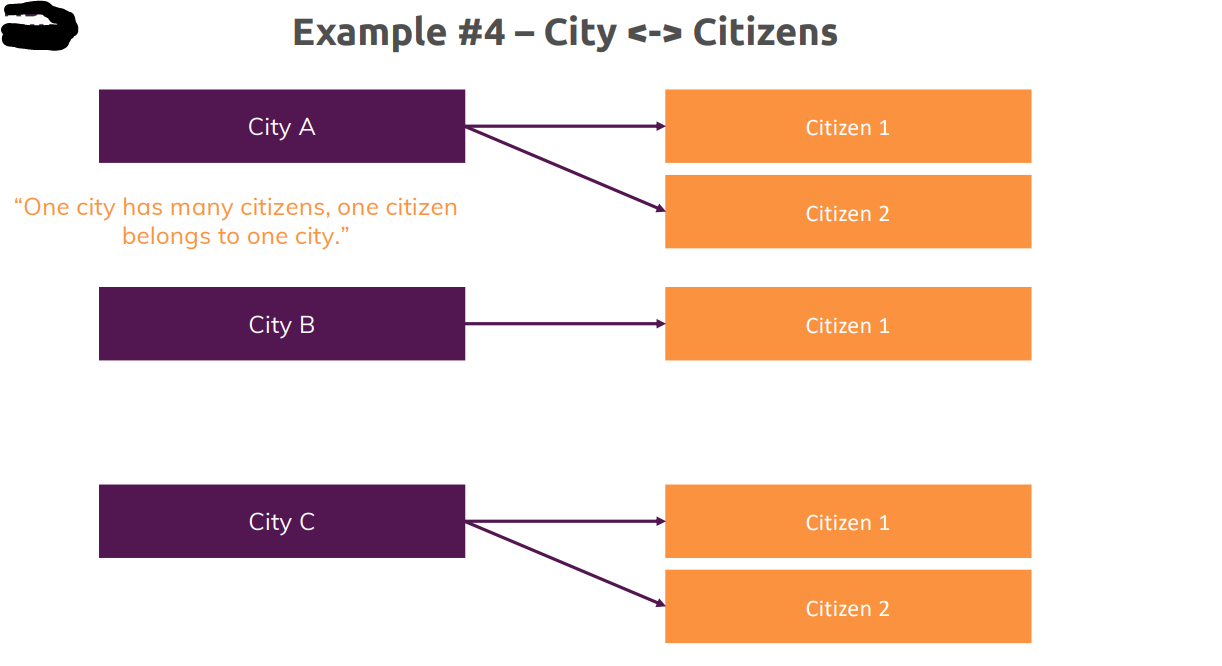 Example #4 – City <-> Citizens
City A
Citizen 1
Citizen 2
“One city has many citizens, one citizen
belongs to one city.”
City B
Citizen 1
City C
Citizen 1
Citizen 2